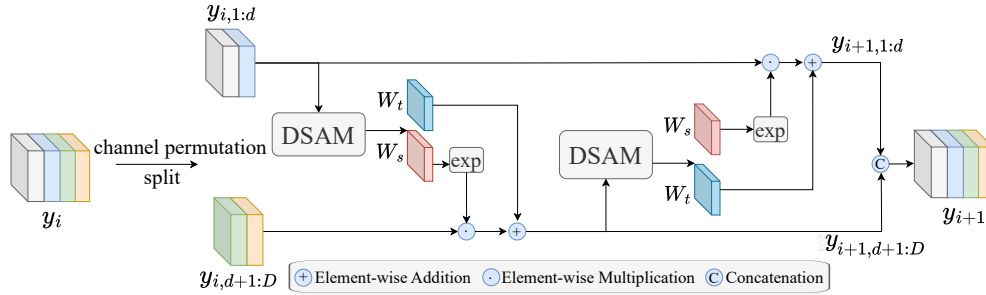 y_{i,1:d}
y_{i+1,1:d}
W_t
DSAM
W_s
exp
W_s
exp
channel permutation
split
DSAM
W_t
C
y_i
y_{i+1}
y_{i,d+1:D}
y_{i+1,d+1:D}
+ Element-wise Addition · Element-wise Multiplication C Concatenation